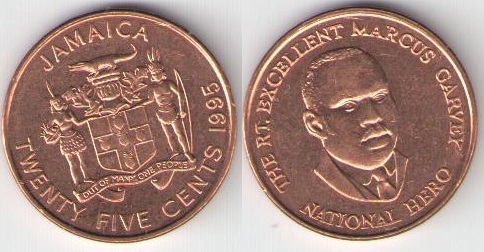 JAMAICA
1995
OUT OF MANY, ONE PEOPLE
TWENTY FIVE CENTS
THE RT. EXCELLENT MARCUS GARVEY
NATIONAL HERO